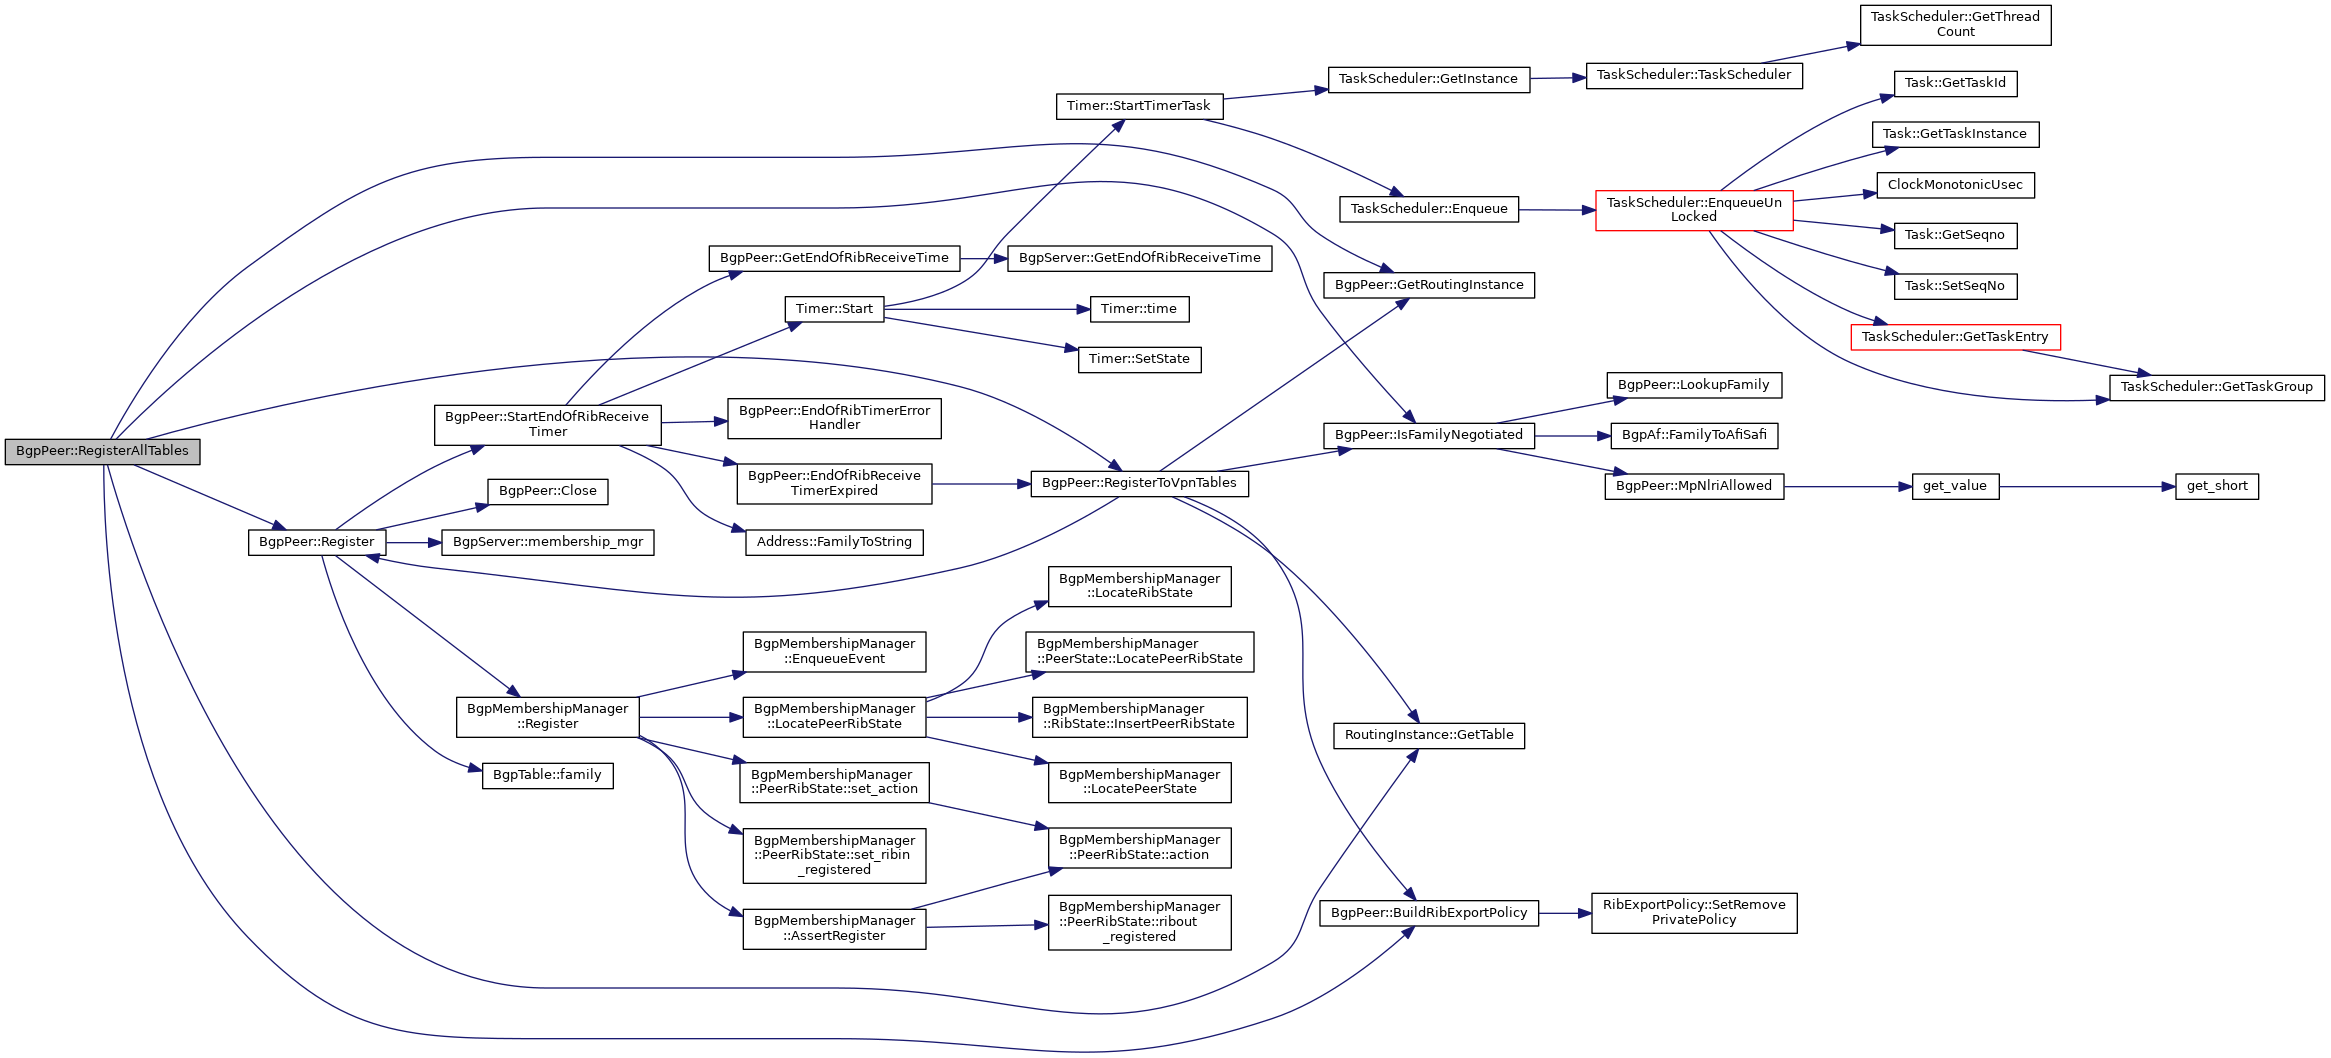 BgpPeer::RegisterAllTables
BgpPeer::Register
BgpPeer::StartEndOfRibReceive
Timer
BgpPeer::Close
BgpServer::membership_mgr
BgpMembershipManager
::Register
BgpTable::family
BgpPeer::GetEndOfRibReceiveTime
Timer::Start
BgpPeer::EndOfRibTimerError
Handler
BgpPeer::EndOfRibReceive
TimerExpired
Address::FamilyToString
BgpMembershipManager
::EnqueueEvent
BgpMembershipManager
::LocatePeerRibState
BgpMembershipManager
::PeerRibState::set_action
BgpMembershipManager
::PeerRibState::set_ribin
_registered
BgpMembershipManager
::AssertRegister
Timer::StartTimerTask
BgpServer::GetEndOfRibReceiveTime
Timer::time
Timer::SetState
BgpPeer::RegisterToVpnTables
BgpMembershipManager
::LocateRibState
BgpMembershipManager
::PeerState::LocatePeerRibState
BgpMembershipManager
::RibState::InsertPeerRibState
BgpMembershipManager
::LocatePeerState
BgpMembershipManager
::PeerRibState::action
BgpMembershipManager
::PeerRibState::ribout
_registered
TaskScheduler::GetInstance
TaskScheduler::Enqueue
BgpPeer::GetRoutingInstance
BgpPeer::IsFamilyNegotiated
RoutingInstance::GetTable
BgpPeer::BuildRibExportPolicy
TaskScheduler::TaskScheduler
TaskScheduler::EnqueueUn
Locked
BgpPeer::LookupFamily
BgpAf::FamilyToAfiSafi
BgpPeer::MpNlriAllowed
RibExportPolicy::SetRemove
PrivatePolicy
TaskScheduler::GetThread
Count
Task::GetTaskId
Task::GetTaskInstance
ClockMonotonicUsec
Task::GetSeqno
Task::SetSeqNo
TaskScheduler::GetTaskEntry
get_value
TaskScheduler::GetTaskGroup
get_short